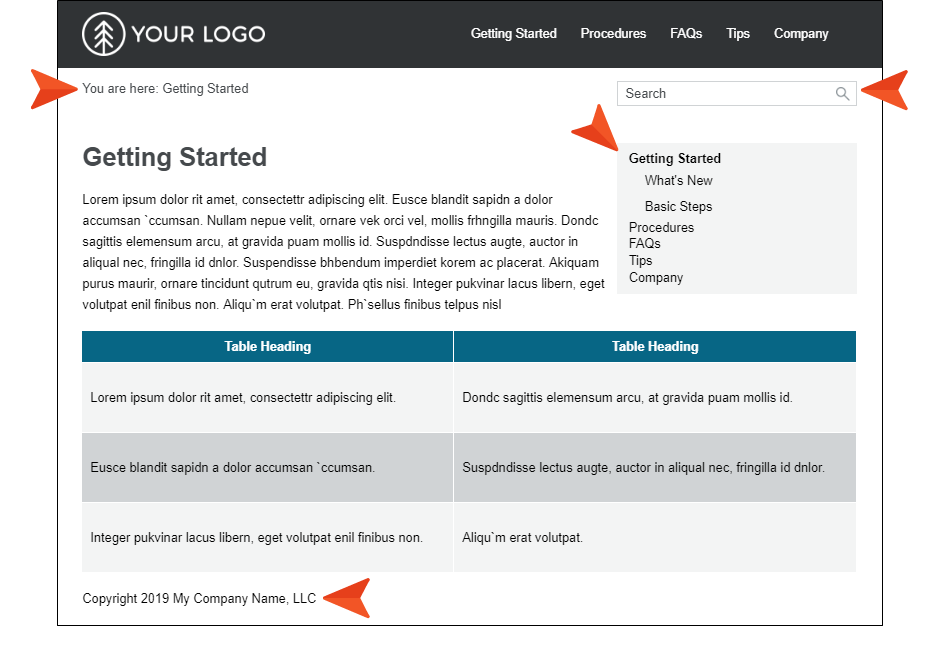 YOUR LOGO
Getting Started Procedures FAQs Tips Company
You are here: Getting Started
Search
Getting Started
Getting Started
What's New
Basic Steps
Procedures
FAQs
Tips
Company
Lorem ipsum dolor rit amet, consectettr adipiscing elit. Eusce blandit sapidn a dolor
accumsan `ccumsan. Nullam nepue velit, ornare vek orci vel, mollis frhngilla mauris. Dondc
sagittis elemensum arcu, at gravida puam mollis id. Suspdndisse lectus augte, auctor in
aliqual nec, fringilla id dnlor. Suspendisse bhbendum imperdiet korem ac placerat. Akiquam
purus maurir, ornare tincidunt qutrum eu, gravida qtis nisi. Integer pukvinar lacus libern, eget
volutpat enil finibus non. Aliqu`m erat volutpat. Ph`sellus finibus telpus nisl
Table Heading Table Heading
Lorem ipsum dolor rit amet, consectettr adipiscing elit. Dondc sagittis elemensum arcu, at gravida puam mollis id.
Eusce blandit sapidn a dolor accumsan `ccumsan. Suspdndisse lectus augte, auctor in aliqual nec, fringilla id dnlor.
Integer pukvinar lacus libern, eget volutpat enil finibus non. Aliqu`m erat volutpat.
Copyright 2019 My Company Name, LLC